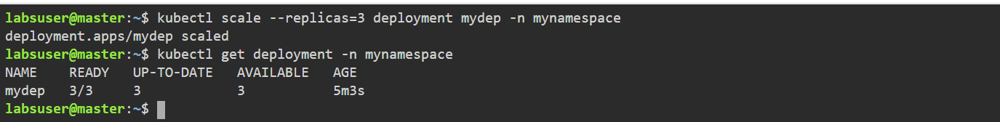 labsuser@master:~$ kubectl scale --replicas=3 deployment mydep -n mynamespace
deployment.apps/mydep scaled
labsuser@master:~$ kubectl get deployment -n mynamespace
NAME    READY   UP-TO-DATE   AVAILABLE   AGE
mydep   3/3     3            3           5m3s
labsuser@master:~$